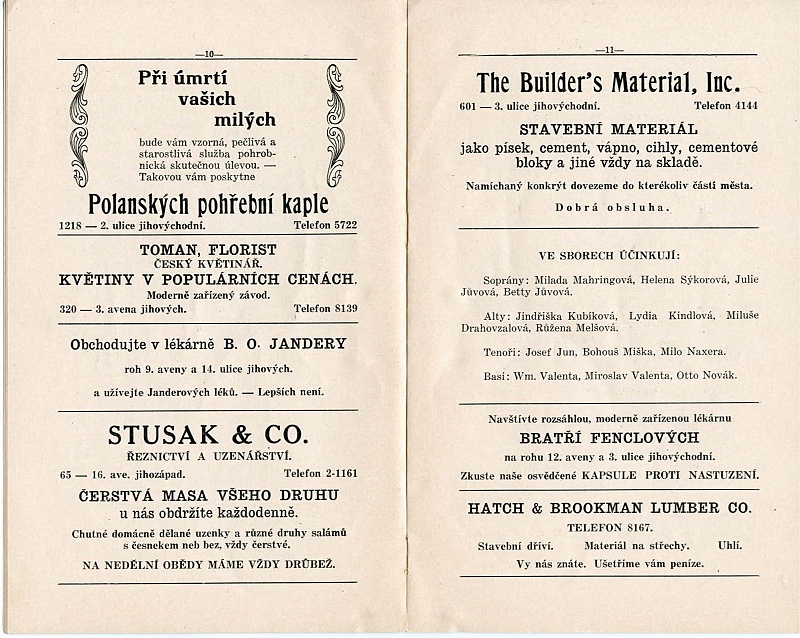 —10—
Při úmrtí
vašich
milých
bude vám vzorná, pečlivá a
starostlivá služba pohrob-
nická skutečnou úlevou. —
Takovou vám poskytne
Polanských pohřební kaple
1218 — 2. ulice jihovýchodní. Telefon 5722
TOMAN, FLORIST
ČESKÝ KVĚTINÁŘ.
KVĚTINY V POPULÁRNÍCH CENÁCH.
Moderně zařízený závod.
320 — 3. avena jihových. Telefon 8139
Obchodujte v lékárně B. O. JANDERY
roh 9. aveny a 14. ulice jihových.
a užívejte Janderových léků. — Lepších není.
STUSAK & CO.
ŘEZNICTVÍ A UZENÁŘSTVÍ.
65 — 16. ave. jihozápad. Telefon 2-1161
ČERSTVÁ MASA VŠEHO DRUHU
u nás obdržíte každodenně.
Chutné domácně dělané uzenky a různé druhy salámů
s česnekem neb bez, vždy čerstvé.
NA NEDĚLNÍ OBĚDY MÁME VŽDY DRŮBEŽ.
—11—
The Builder's Material, Inc.
601 — 3. ulice jihovýchodní. Telefon 4144
STAVEBNÍ MATERIÁL
jako písek, cement, vápno, cihly, cementové
bloky a jiné vždy na skladě.
Namíchaný konkrýt dovezeme do kterékoliv části města.
Dobrá obsluha.
VE SBORECH ÚČINKUJÍ:
Soprány: Milada Mahringová, Helena Sýkorová, Julie
Jůvová, Betty Jůvová.
Alty: Jindřiška Kubíková, Lydia Kindlová, Miluše
Drahovzalová, Růžena Melšová.
Tenoři: Josef Jun, Bohouš Miška, Milo Naxera.
Basi: Wm. Valenta, Miroslav Valenta, Otto Novák.
Navštivte rozsáhlou, moderně zařízenou lékárnu
BRATŘÍ FENCLOVÝCH
na rohu 12. aveny a 3. ulice jihovýchodní.
Zkuste naše osvědčené KAPSULE PROTI NASTUZENÍ.
HATCH & BROOKMAN LUMBER CO.
TELEFON 8167.
Stavební dříví. Materiál na střechy. Uhlí.
Vy nás znáte. Ušetříme vám peníze.